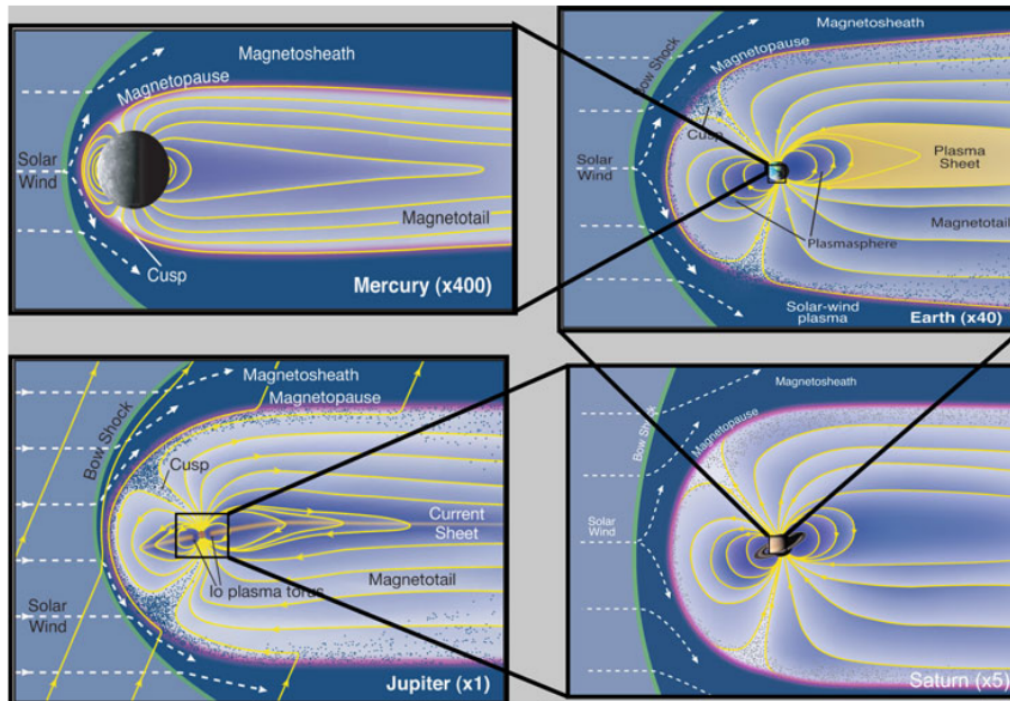 Magnetosheath
Magnetopause
Solar
Wind
Magnetotail
Cusp
Mercury (x400)
Magnetosheath
Bow Shock
Magnetopause
Cusp
Solar
Wind
Plasma
Sheet
Magnetotail
Plasmasphere
Solar-wind
plasma
Earth (x40)
Magnetosheath
Magnetopause
Bow Shock
Cusp
Current
Sheet
Io plasma torus
Magnetotail
Solar
Wind
Jupiter (x1)
Magnetosheath
Bow Shock
Magnetopause
Solar
Wind
Saturn (x5)